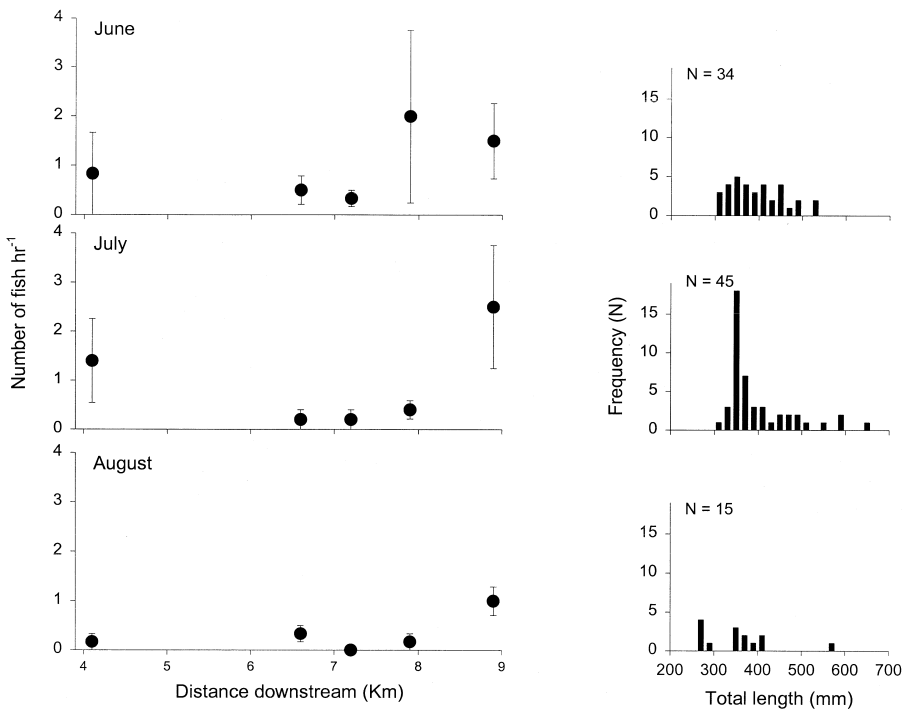 June
4
3
2
1
0
July
4
3
2
1
0
August
4
3
2
1
0
4 5 6 7 8 9
Distance downstream (Km)
Number of fish hr-1
N = 34
15
10
5
0
N = 45
15
10
5
0
N = 15
15
10
5
0
200 300 400 500 600 700
Total length (mm)
Frequency (N)